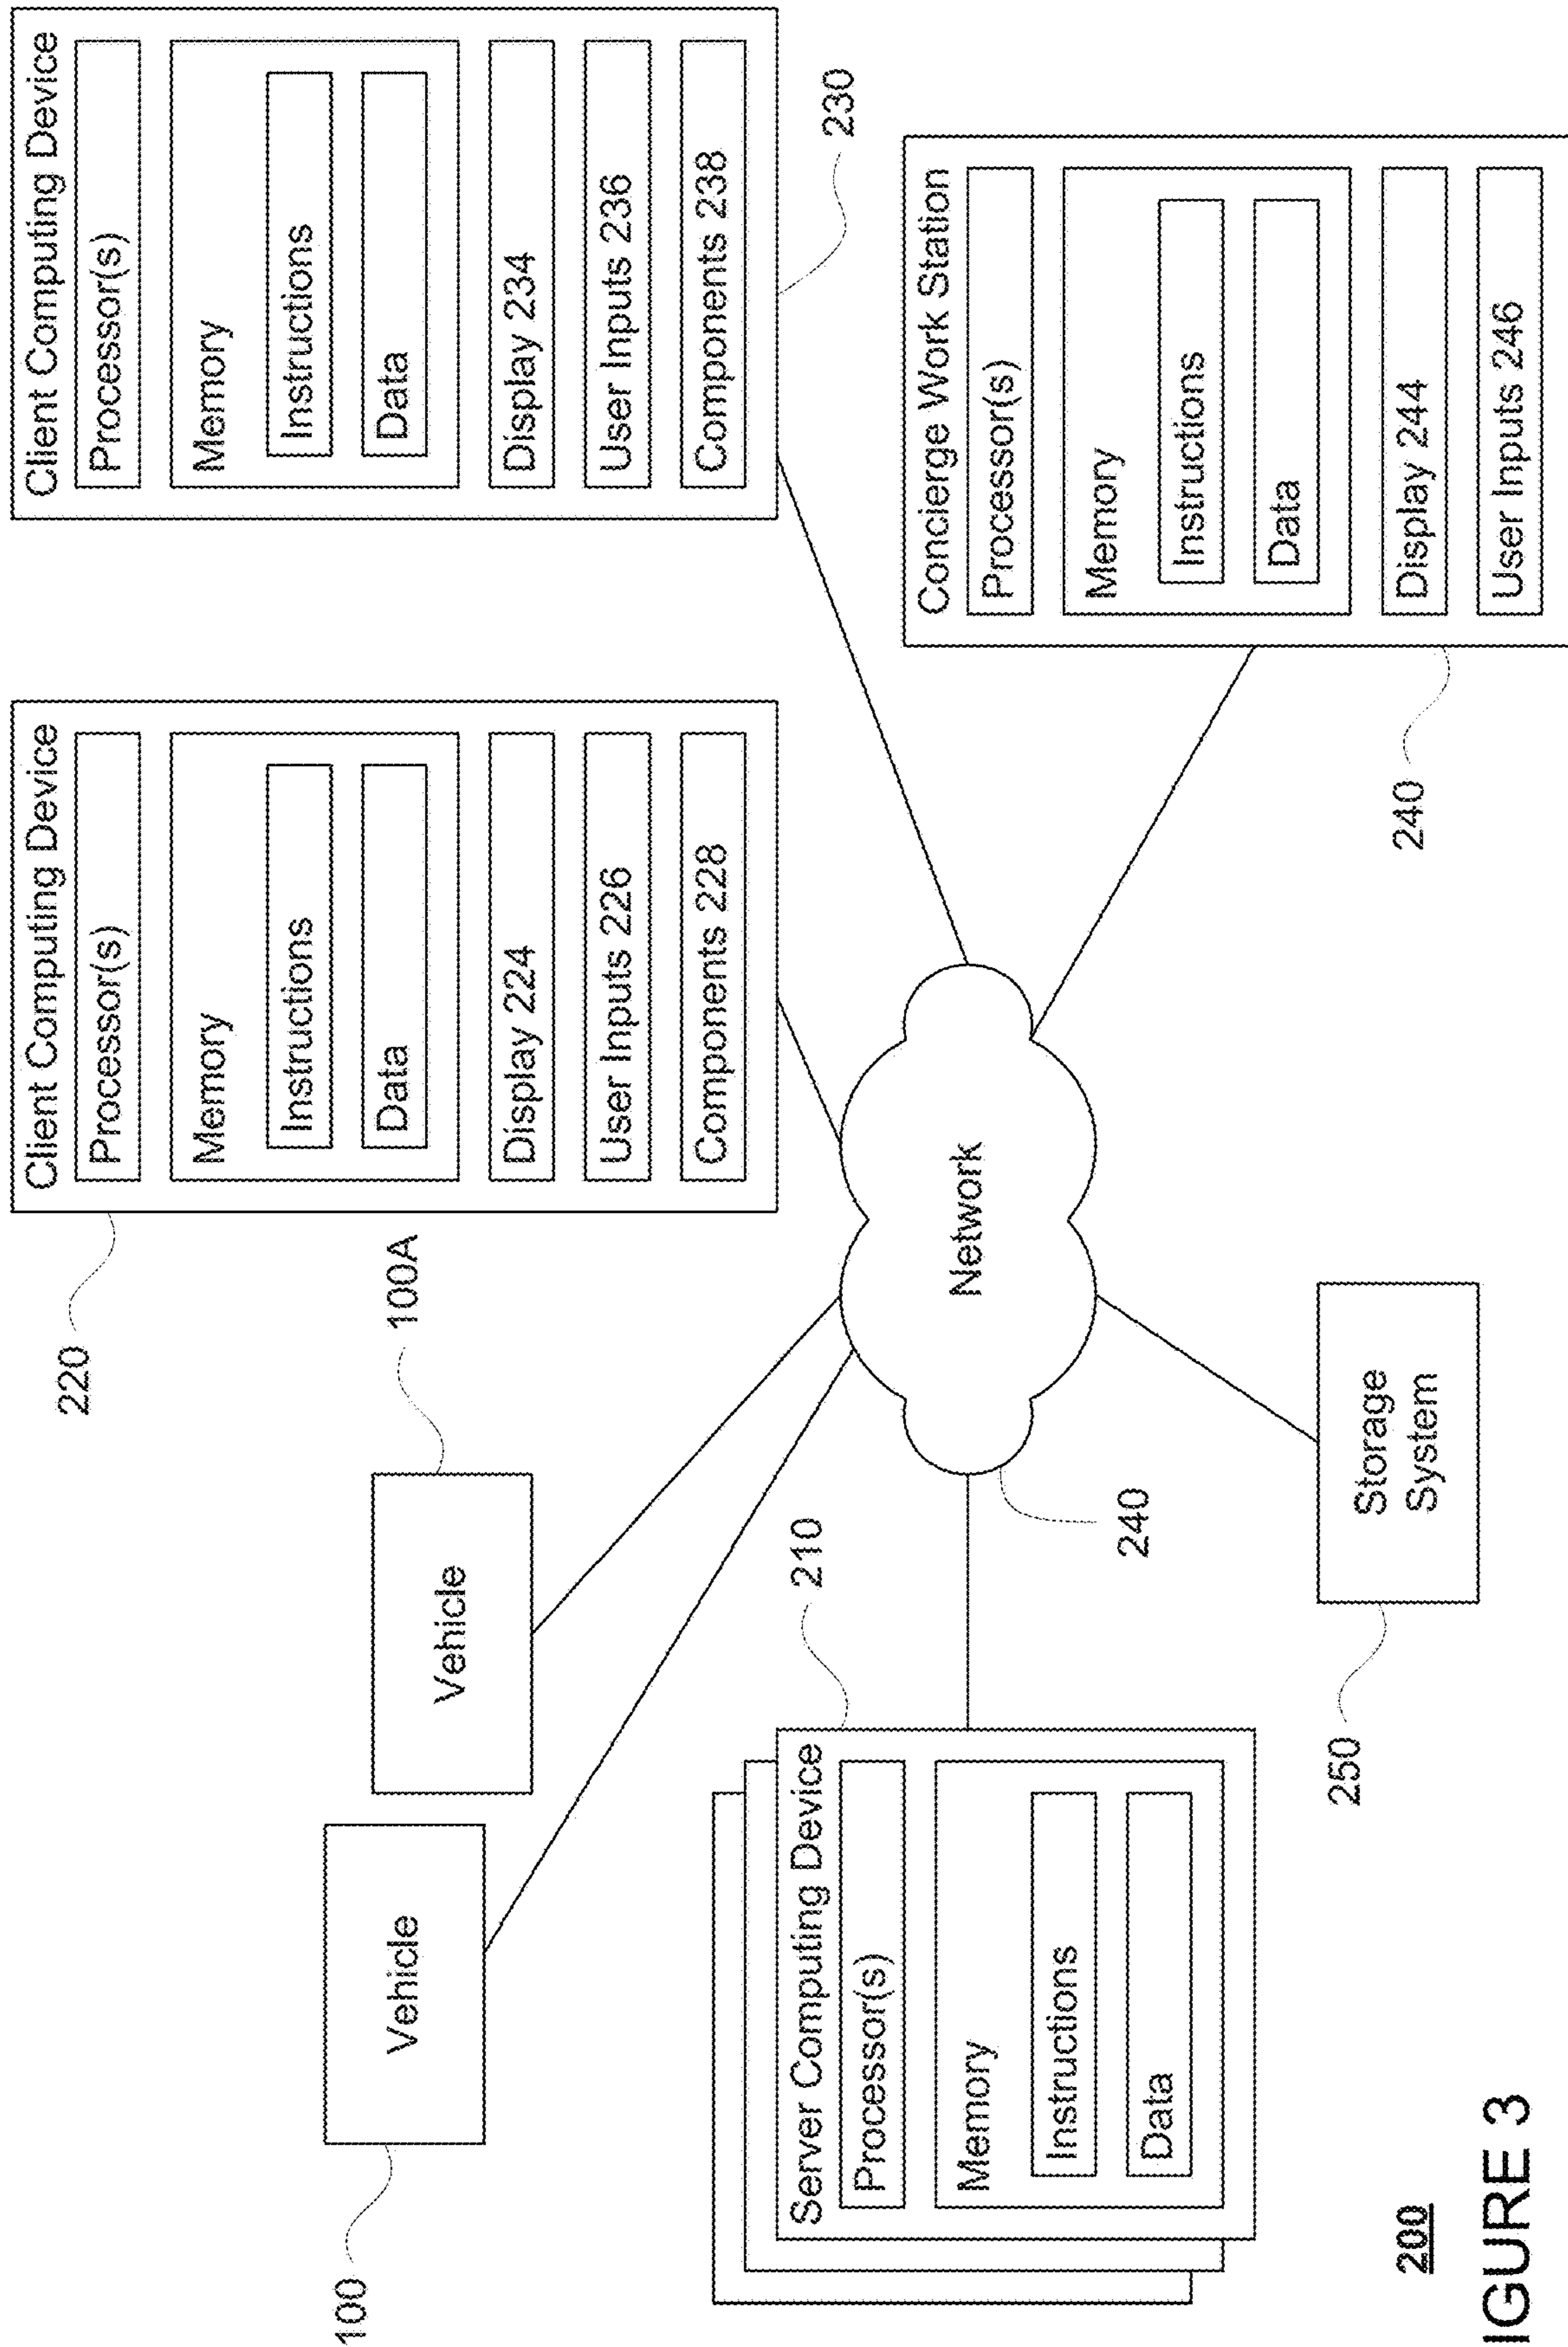 Client Computing Device
Processor(s)
Memory
Instructions
Data
Display 234
User Inputs 236
Components 238
230
Client Computing Device
Processor(s)
Memory
Instructions
Data
Display 224
User Inputs 226
Components 228
220
Concierge Work Station
Processor(s)
Memory
Instructions
Data
Display 244
User Inputs 246
240
Vehicle
100A
Vehicle
100
Network
240
Server Computing Device
Processor(s)
Memory
Instructions
Data
210
Storage
System
250
200
IGURE 3